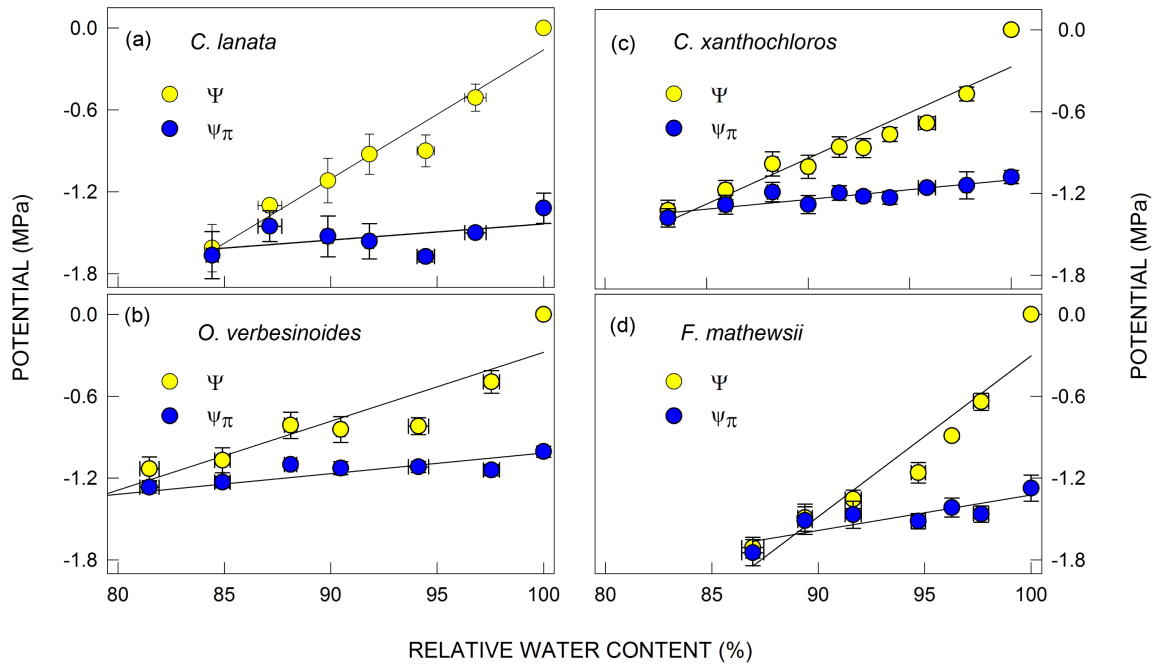 (a) C. lanata
Ψ
ψπ
0.0
-0.6
-1.2
-1.8
(c) C. xanthochloros
Ψ
ψπ
0.0
-0.6
-1.2
-1.8
(b) O. verbesinoides
Ψ
ψπ
0.0
-0.6
-1.2
-1.8
80 85 90 95 100
(d) F. mathewsii
Ψ
ψπ
0.0
-0.6
-1.2
-1.8
80 85 90 95 100
POTENTIAL (MPa)
POTENTIAL (MPa)
RELATIVE WATER CONTENT (%)